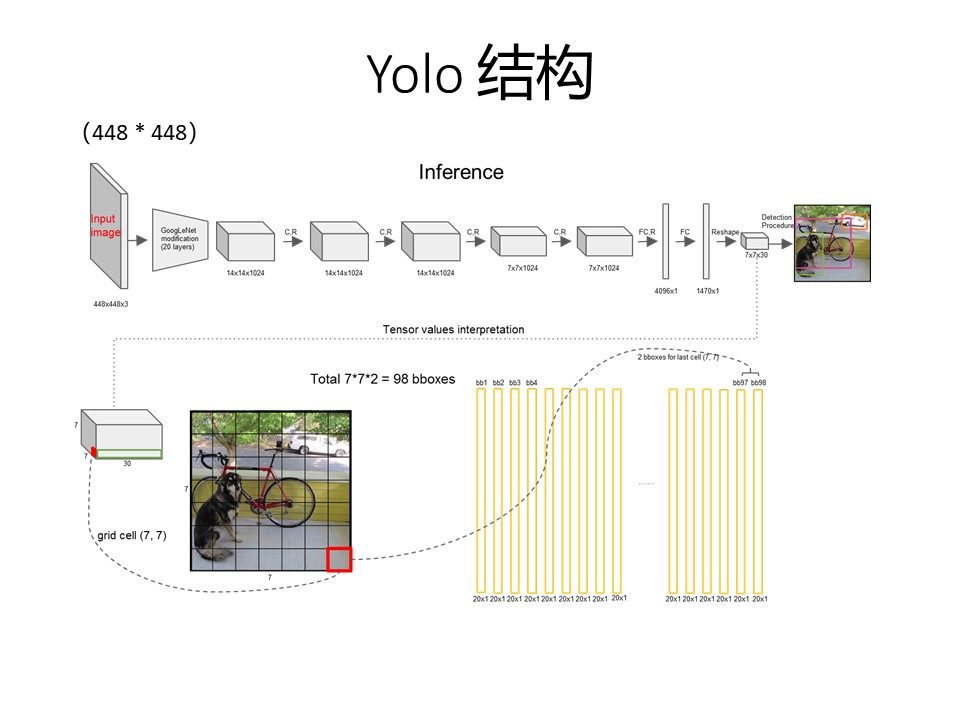 Yolo 结构
（448 * 448）
Inference
Input
image
448x448x3
GoogLeNet
modification
(20 layers)
14x14x1024
C,R
14x14x1024
C,R
14x14x1024
C,R
7x7x1024
C,R
7x7x1024
FC,R
4096x1
FC
1470x1
Reshape
7x7x30
Detection
Procedure
Tensor values interpretation
2 bboxes for last cell (7, 7)
Total 7*7*2 = 98 bboxes
bb1 bb2 bb3 bb4
bb97 bb98
7
7
30
grid cell (7, 7)
7
7
.......
20x1 20x1 20x1 20x1 20x1 20x1 20x1 20x1 20x1
20x1 20x1 20x1 20x1 20x1 20x1